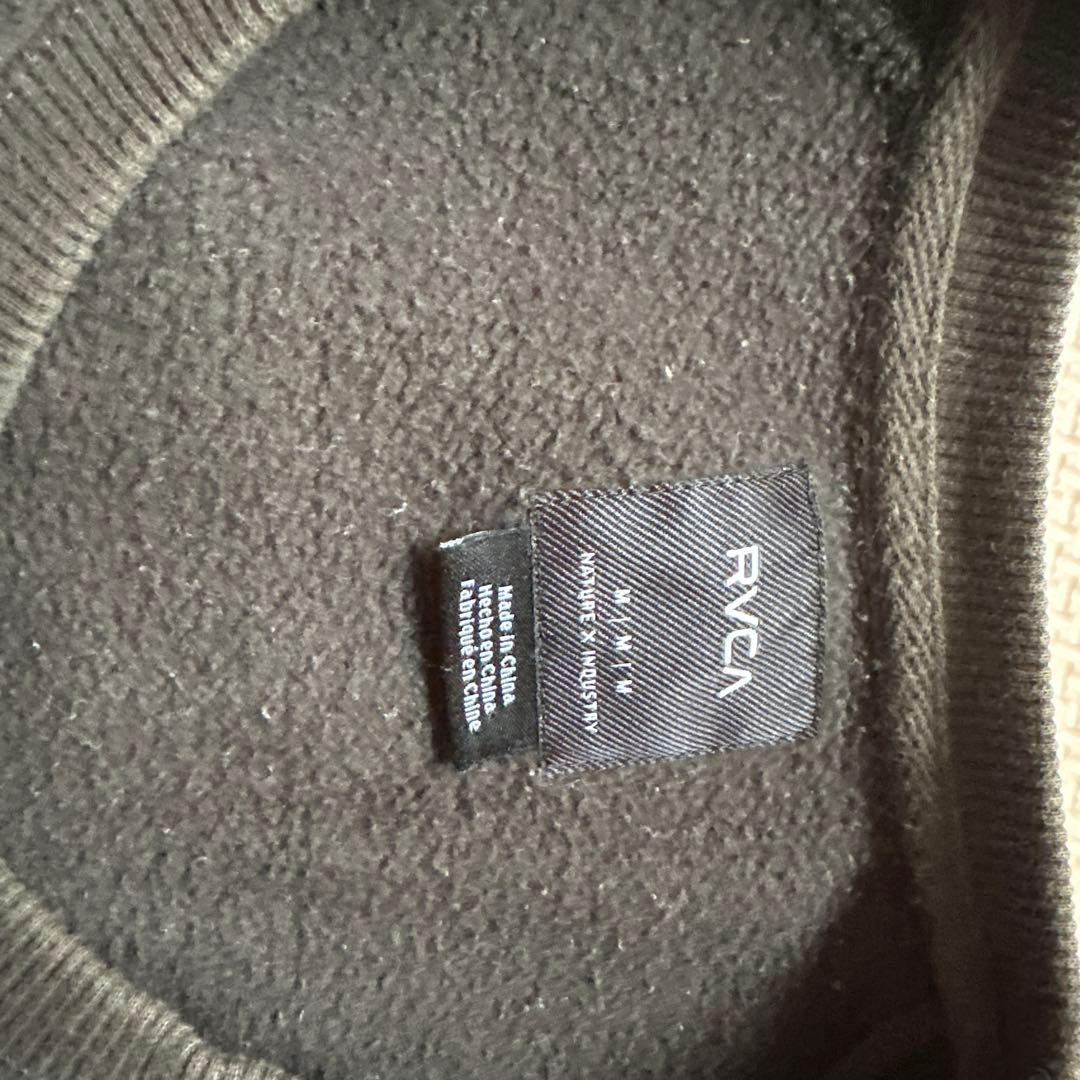 RVCA
M | M | M
NATURE X INDUSTRY
Made in China
Hecho en China
Fabriqué en Chine